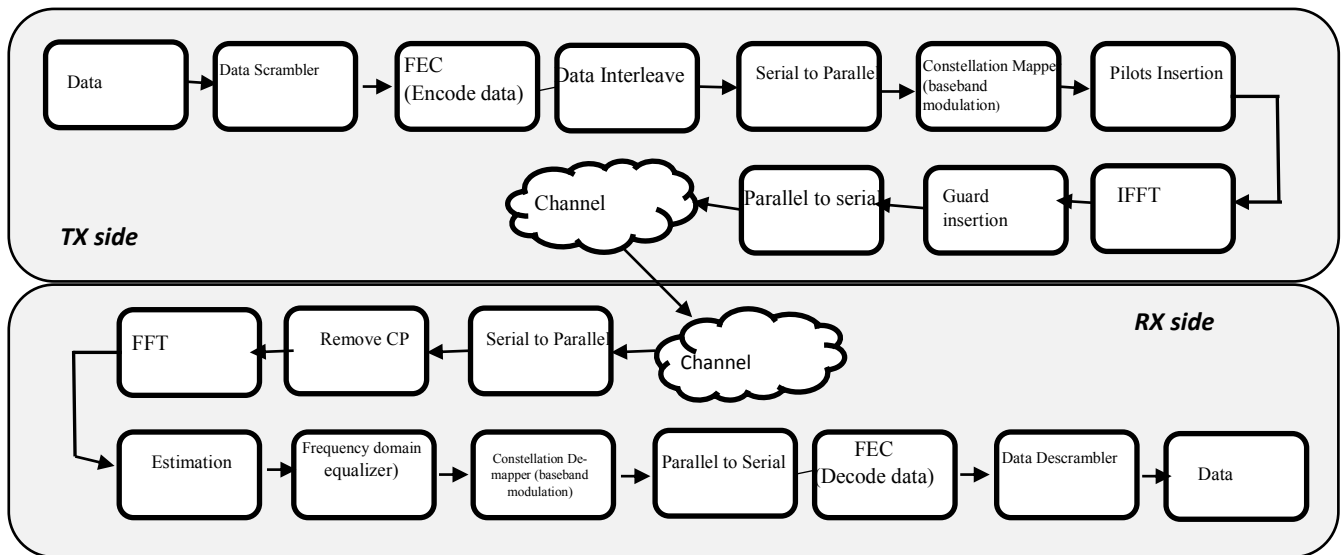 Data
Data Scrambler
FEC
(Encode data)
Data Interleave
Serial to Parallel
Constellation Mappe
(baseband
modulation)
Pilots Insertion
IFFT
Guard
insertion
Parallel to serial
Channel
TX side
RX side
Channel
Serial to Parallel
Remove CP
FFT
Estimation
Frequency domain
equalizer)
Constellation De-
mapper (baseband
modulation)
Parallel to Serial
FEC
(Decode data)
Data Descrambler
Data